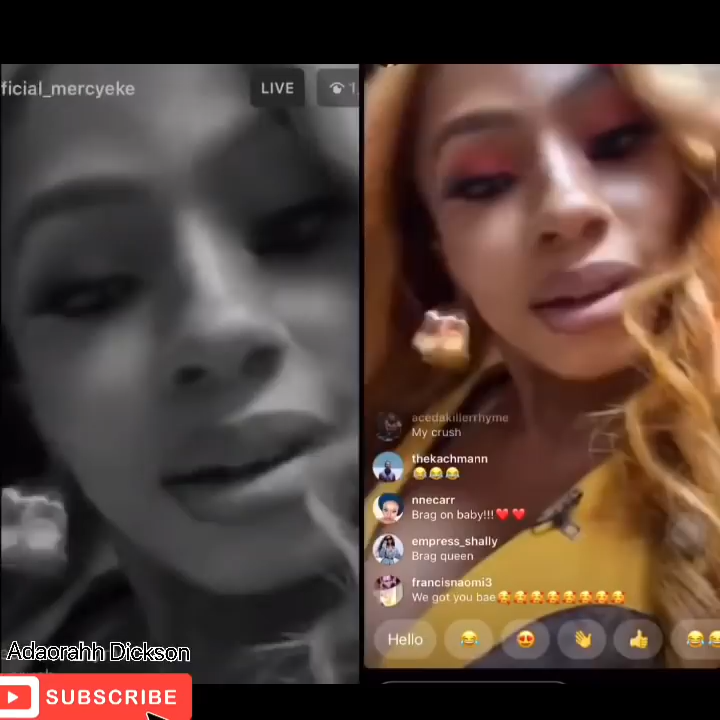 ficial_mercyeke
LIVE
1
acedakillerrhyme
My crush
thekachmann
😂😂😂
nnecarr
Brag on baby!!!❤️❤️
empress_shally
Brag queen
francisnaomi3
We got you bae🥰🥰🥰🥰🥰🥰🥰🥰
Hello 😂 😍 👋 👍 😂😂
Adaorahh Dickson
SUBSCRIBE